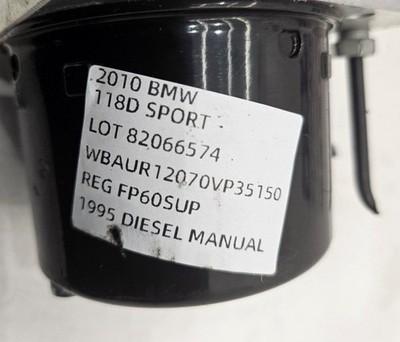 2010 BMW
118D SPORT -
LOT 82066574
WBAUR12070VP35150
REG FP60SUP
1995 DIESEL MANUAL